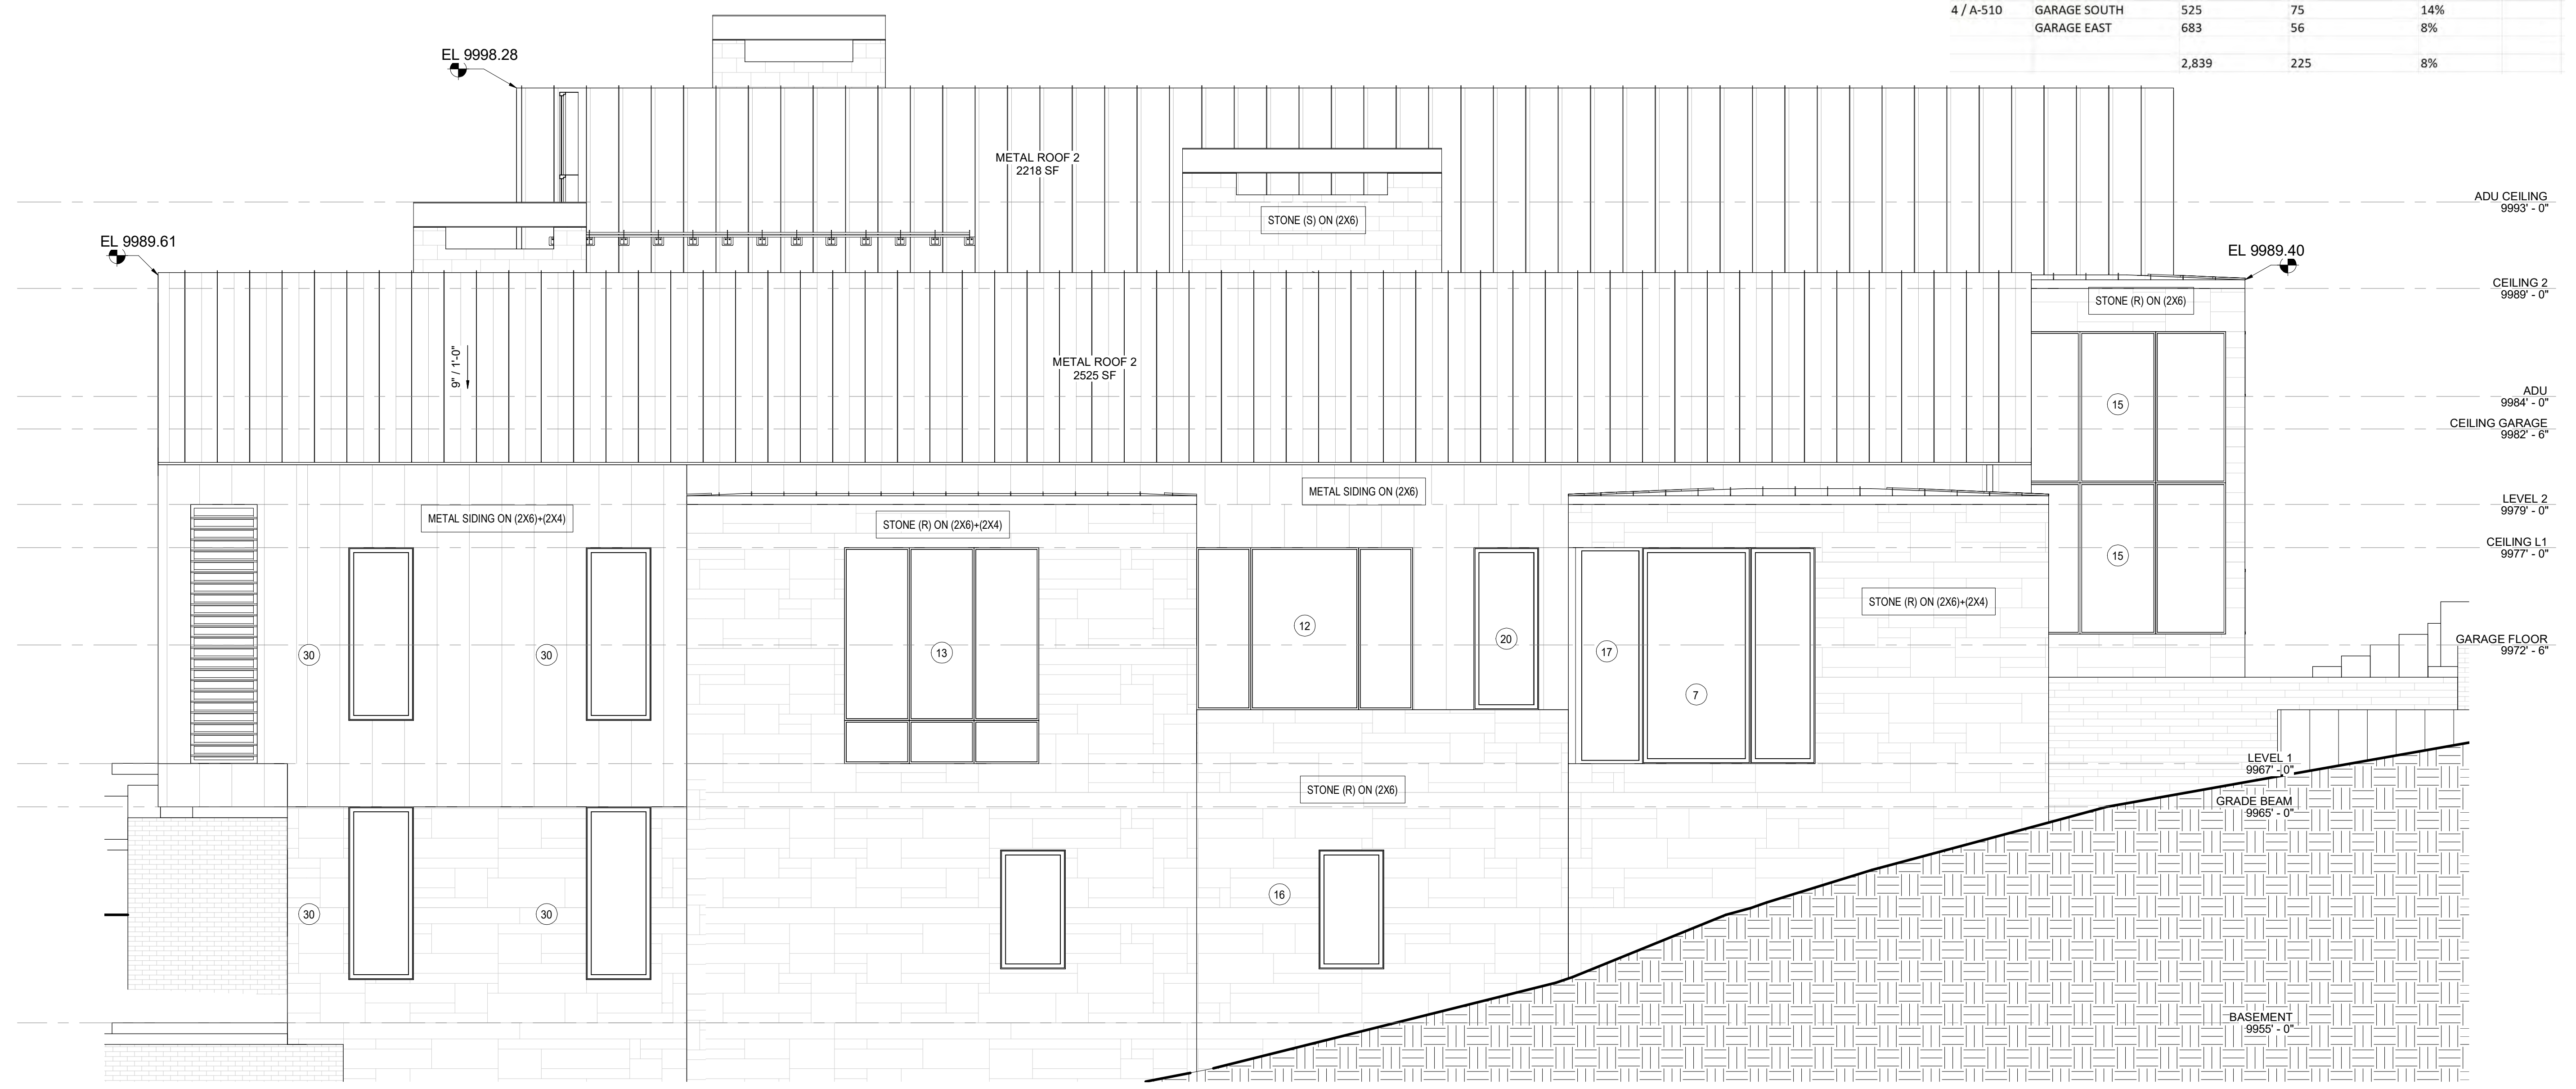 4 / A-510 GARAGE SOUTH 525 75 14%
GARAGE EAST 683 56 8%
2,839 225 8%
EL 9998.28
METAL ROOF 2
2218 SF
ADU CEILING
9993' - 0"
STONE (S) ON (2X6)
EL 9989.61
EL 9989.40
CEILING 2
9989' - 0"
STONE (R) ON (2X6)
9" / 1'-0"
METAL ROOF 2
2525 SF
15
ADU
9984' - 0"
CEILING GARAGE
9982' - 6"
METAL SIDING ON (2X6)
LEVEL 2
9979' - 0"
METAL SIDING ON (2X6)+(2X4)
STONE (R) ON (2X6)+(2X4)
CEILING L1
9977' - 0"
15
STONE (R) ON (2X6)+(2X4)
12
20
GARAGE FLOOR
9972' - 6"
30
30
13
17
7
LEVEL 1
9967' - 0"
STONE (R) ON (2X6)
GRADE BEAM
9965' - 0"
16
30
30
BASEMENT
9955' - 0"